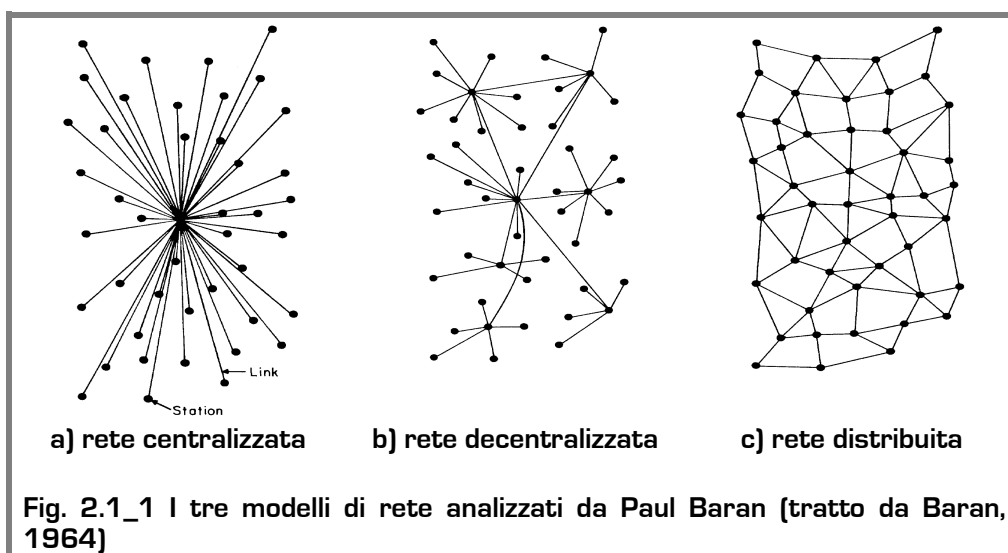 Link
Station
a) rete centralizzata
b) rete decentralizzata
c) rete distribuita
Fig. 2.1_1 I tre modelli di rete analizzati da Paul Baran (tratto da Baran,
1964)